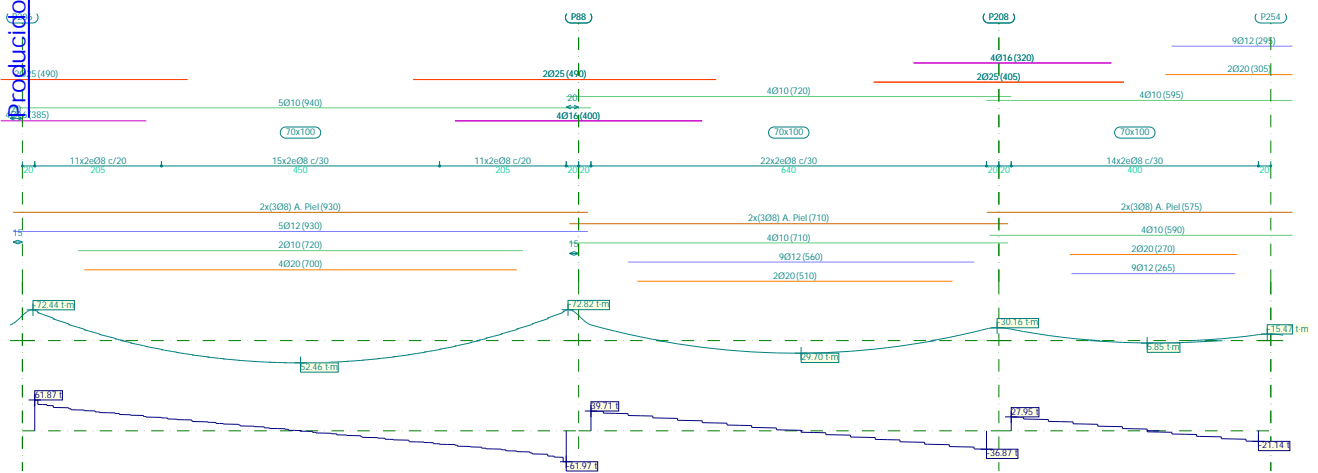 P88
P208
P254
Producido
9Ø12(295)
4Ø16(320)
2Ø20(305)
2Ø25(490)
2Ø25(490)
2Ø25(405)
4Ø10(720)
4Ø10(595)
20
5Ø10(940)
4Ø16(385)
4Ø16(400)
70x100
70x100
70x100
11x2eØ8 c/20
15x2eØ8 c/30
11x2eØ8 c/20
22x2eØ8 c/30
14x2eØ8 c/30
20
205
450
205
20
20
640
20
20
400
20
2x(3Ø8) A. Piel(930)
2x(3Ø8) A. Piel(575)
2x(3Ø8) A. Piel(710)
5Ø12(930)
15
4Ø10(590)
4Ø10(710)
15
2Ø10(720)
2Ø20(270)
9Ø12(560)
4Ø20(700)
9Ø12(265)
2Ø20(510)
-72.44 t·m
-72.82 t·m
-30.16 t·m
-15.47 t·m
52.46 t·m
29.70 t·m
5.85 t·m
61.87 t
39.71 t
27.95 t
-61.97 t
-36.87 t
-21.14 t